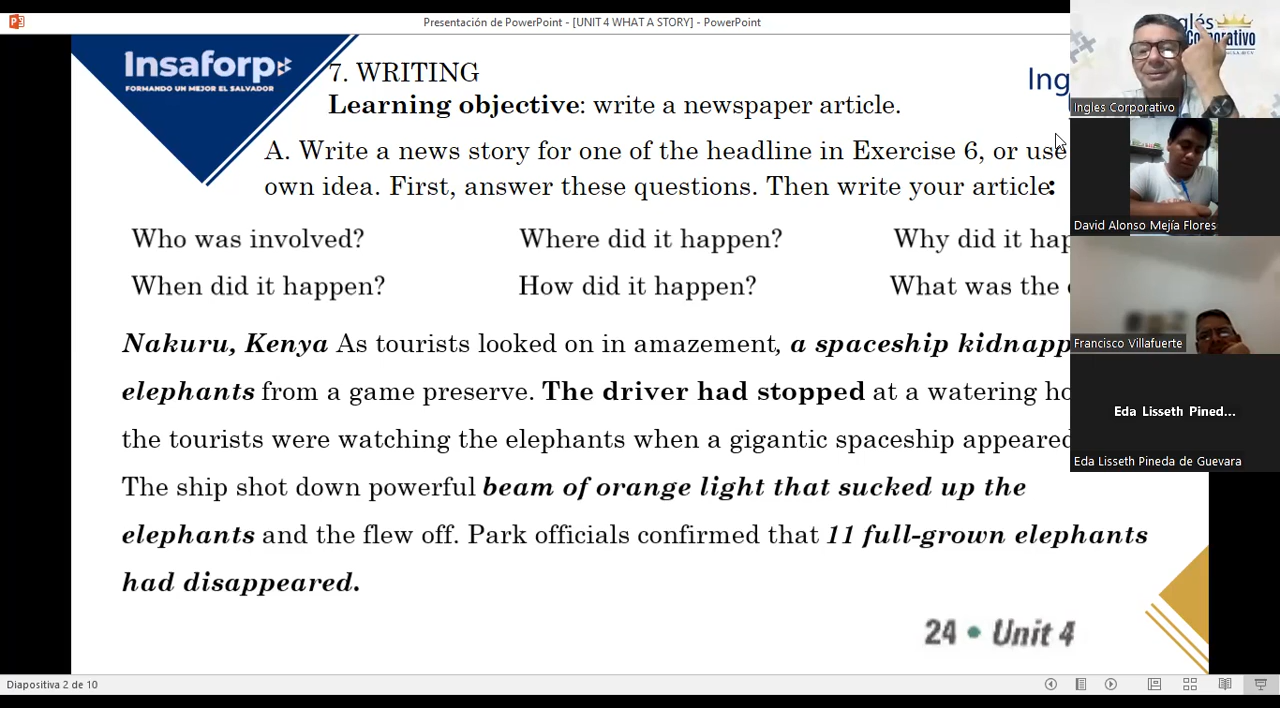 Presentación de PowerPoint - [UNIT 4 WHAT A STORY] - PowerPoint
Insaforp
FORMANDO UN MEJOR EL SALVADOR
7. WRITING
Learning objective: write a newspaper article.
A. Write a news story for one of the headline in Exercise 6, or use
own idea. First, answer these questions. Then write your article:
Who was involved? Where did it happen? Why did it
When did it happen? How did it happen? What was the
Nakuru, Kenya As tourists looked on in amazement, a spaceship
elephants from a game preserve. The driver had stopped at a watering
the tourists were watching the elephants when a gigantic spaceship appeared
The ship shot down powerful beam of orange light that sucked up the
elephants and the flew off. Park officials confirmed that 11 full-grown elephants
had disappeared.
24 • Unit 4
Corporativo
Ingles Corporativo
David Alonso Mejía Flores
Francisco Villafuerte
Eda Lisseth Pined...
Eda Lisseth Pineda de Guevara
Diapositiva 2 de 10